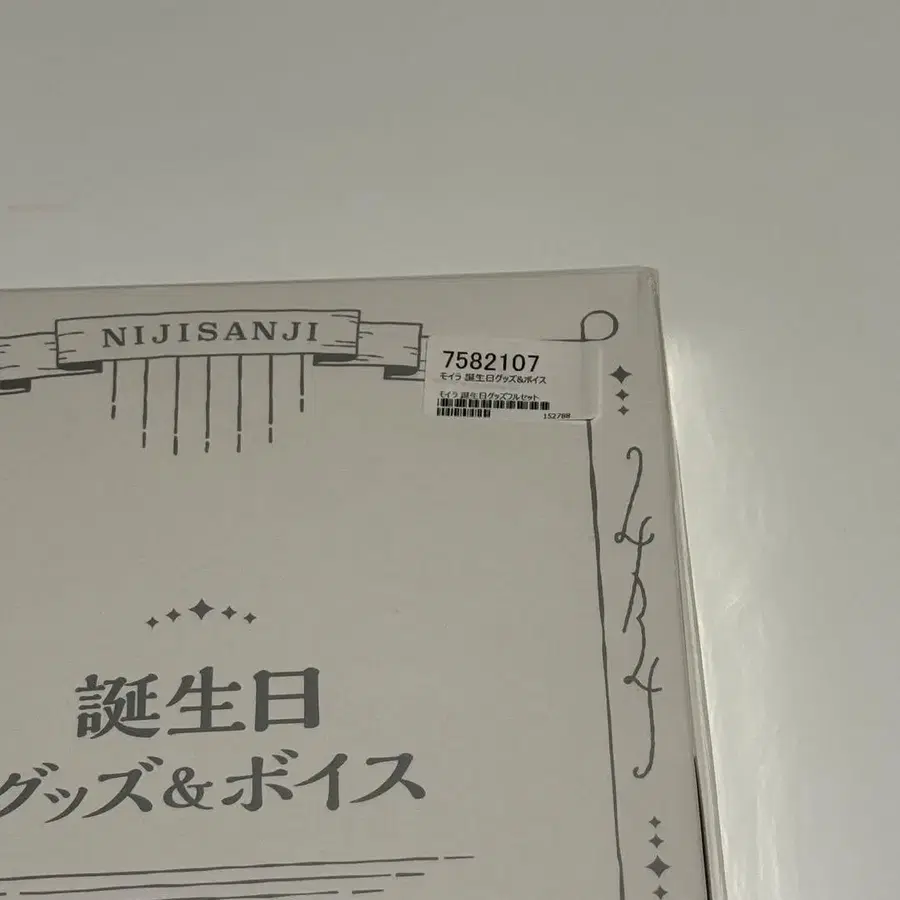 NIJISANJI
7582107
モイラ 誕生日グッズ&ボイス
モイラ 誕生日グッズフルセット
152788
誕生日
グッズ&ボイス